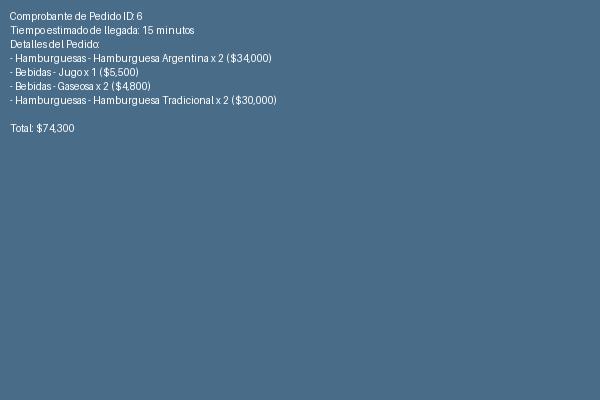 Comprobante de Pedido ID: 6
Tiempo estimado de llegada: 15 minutos
Detalles del Pedido:
- Hamburguesas - Hamburguesa Argentina x 2 ($34,000)
- Bebidas - Jugo x 1 ($5,500)
- Bebidas - Gaseosa x 2 ($4,800)
- Hamburguesas - Hamburguesa Tradicional x 2 ($30,000)
Total: $74,300